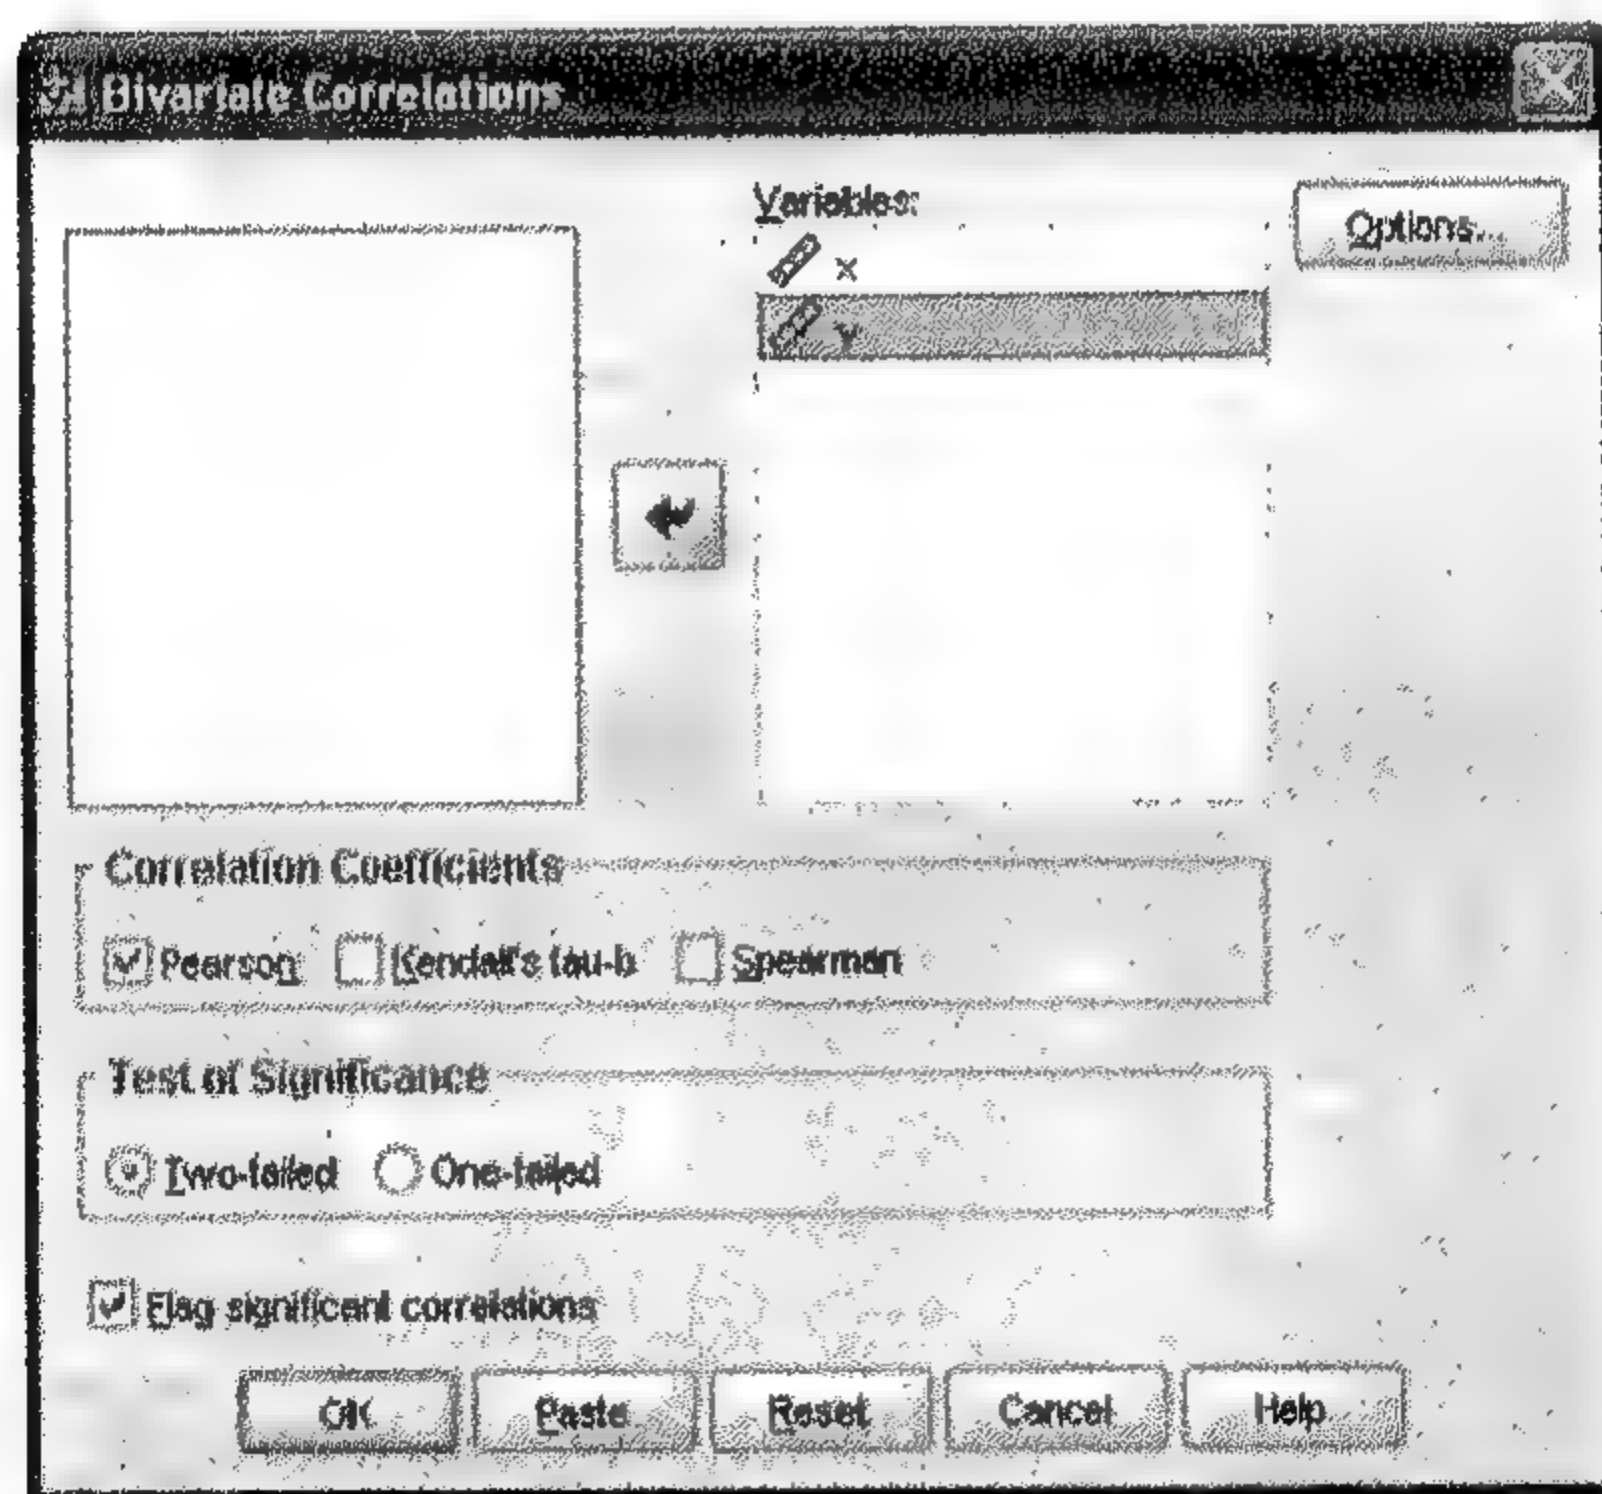 Bivariate Correlations
Variables:
Options...
x
y
Correlation Coefficients
Pearson Kendall's tau-b Spearman
Test of Significance
Two-tailed One-tailed
Flag significant correlations
OK Paste Reset Cancel Help